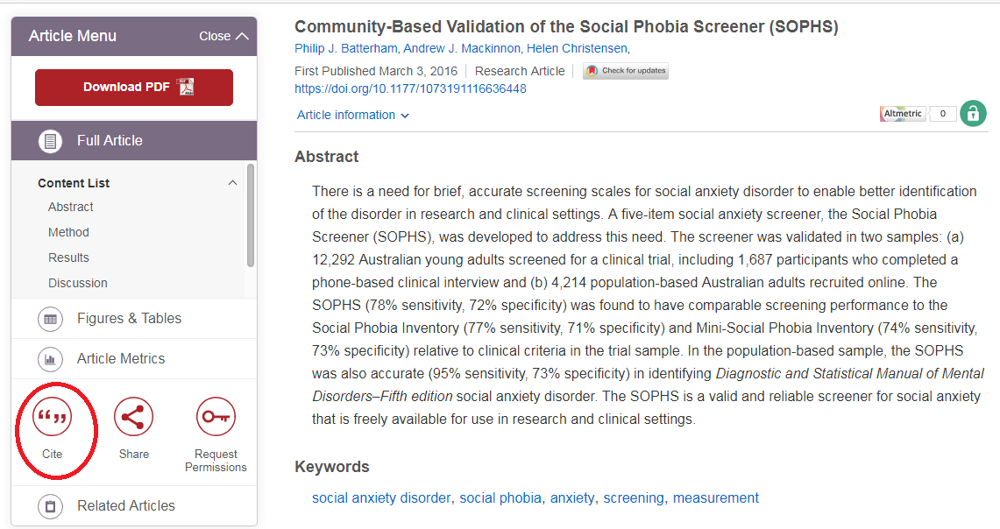 Article Menu
Close
Download PDF
Full Article
Content List
Abstract
Method
Results
Discussion
Figures & Tables
Article Metrics
Cite
Share
Request
Permissions
Related Articles
Community-Based Validation of the Social Phobia Screener (SOPHS)
Philip J. Batterham, Andrew J. Mackinnon, Helen Christensen,
First Published March 3, 2016 Research Article Check for updates
https://doi.org/10.1177/1073191116636448
Article information
Altmetric 0
Abstract
There is a need for brief, accurate screening scales for social anxiety disorder to enable better identification
of the disorder in research and clinical settings. A five-item social anxiety screener, the Social Phobia
Screener (SOPHS), was developed to address this need. The screener was validated in two samples: (a)
12,292 Australian young adults screened for a clinical trial, including 1,687 participants who completed a
phone-based clinical interview and (b) 4,214 population-based Australian adults recruited online. The
SOPHS (78% sensitivity, 72% specificity) was found to have comparable screening performance to the
Social Phobia Inventory (77% sensitivity, 71% specificity) and Mini-Social Phobia Inventory (74% sensitivity,
73% specificity) relative to clinical criteria in the trial sample. In the population-based sample, the SOPHS
was also accurate (95% sensitivity, 73% specificity) in identifying Diagnostic and Statistical Manual of Mental
Disorders–Fifth edition social anxiety disorder. The SOPHS is a valid and reliable screener for social anxiety
that is freely available for use in research and clinical settings.
Keywords
social anxiety disorder, social phobia, anxiety, screening, measurement